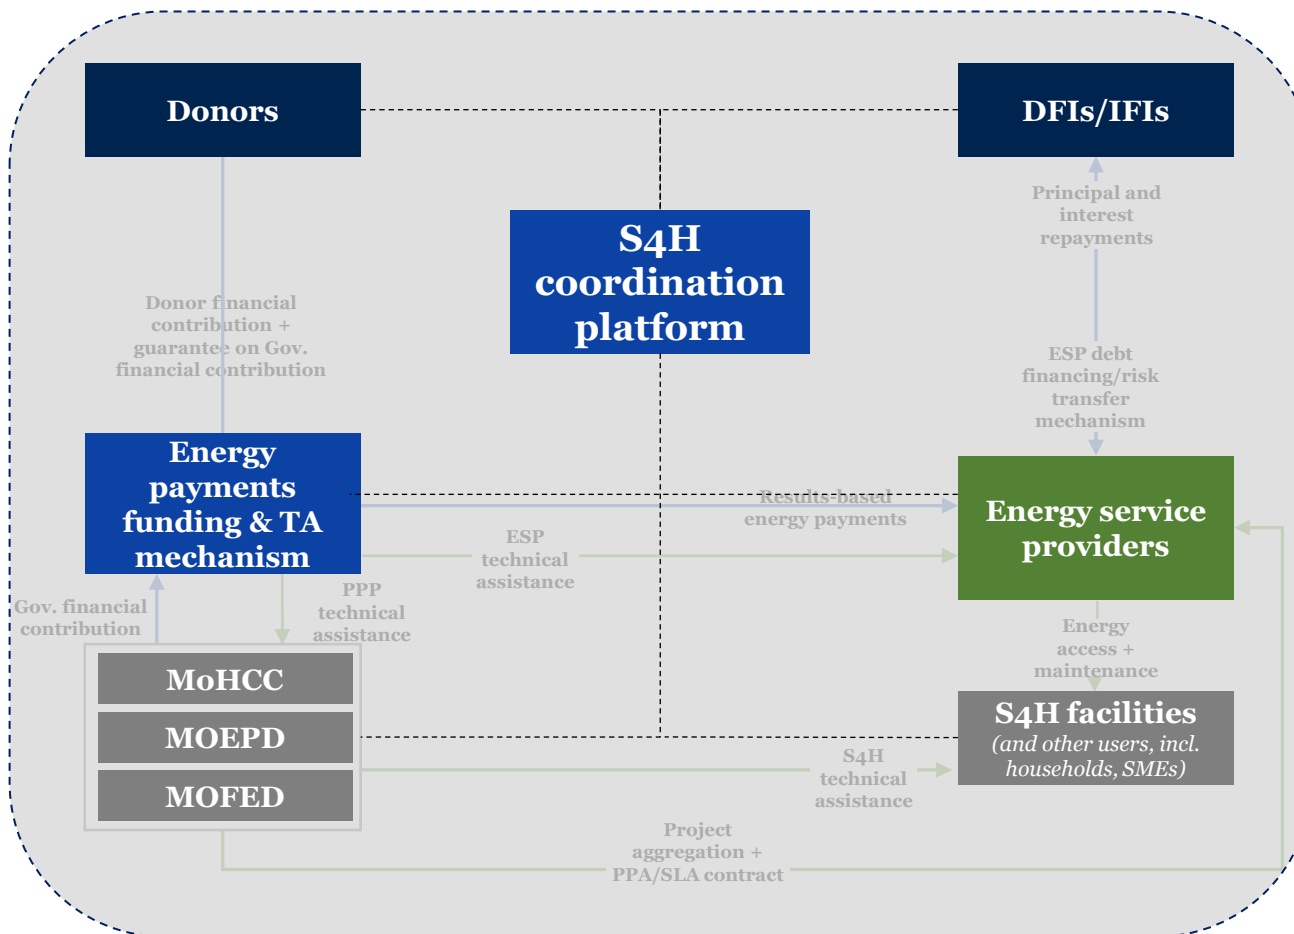 Donors
DFIs/IFIs
Principal and
interest
repayments
S4H
coordination
platform
Donor financial
contribution +
guarantee on Gov.
financial contribution
ESP debt
financing/risk
transfer
mechanism
Energy
payments
funding & TA
mechanism
Results-based
energy payments
Energy service
providers
ESP
technical
assistance
Gov. financial
contribution
PPP
technical
assistance
Energy
access +
maintenance
MoHCC
MOEPD
MOFED
S4H facilities
(and other users, incl.
households, SMEs)
S4H
technical
assistance
Project
aggregation +
PPA/SLA contract